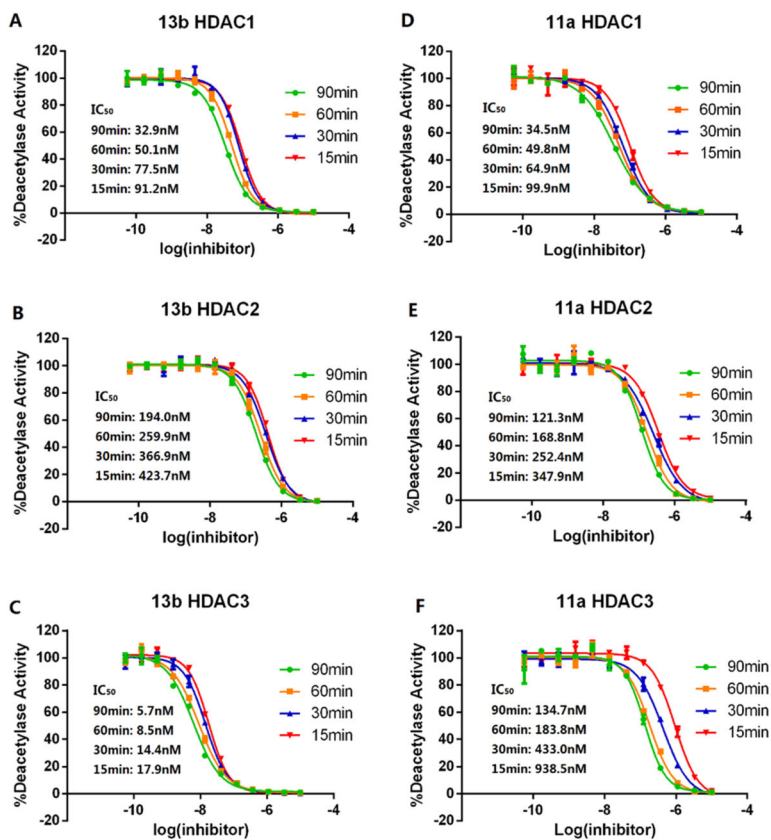 A
13b HDAC1
%Deacetylase Activity
120
100
80
60
40
20
0
-20
IC50
90min: 32.9nM
60min: 50.1nM
30min: 77.5nM
15min: 91.2nM
90min
60min
30min
15min
-10
-8
-6
-4
log(inhibitor)
D
11a HDAC1
%Deacetylase Activity
120
100
80
60
40
20
0
-20
IC50
90min: 34.5nM
60min: 49.8nM
30min: 64.9nM
15min: 99.9nM
90min
60min
30min
15min
-10
-8
-6
-4
Log(inhibitor)
B
13b HDAC2
%Deacetylase Activity
120
100
80
60
40
20
0
-20
IC50
90min: 194.0nM
60min: 259.9nM
30min: 366.9nM
15min: 423.7nM
90min
60min
30min
15min
-10
-8
-6
-4
log(inhibitor)
E
11a HDAC2
%Deacetylase Activity
120
100
80
60
40
20
0
-20
IC50
90min: 121.3nM
60min: 168.8nM
30min: 252.4nM
15min: 347.9nM
90min
60min
30min
15min
-10
-8
-6
-4
Log(inhibitor)
C
13b HDAC3
%Deacetylase Activity
120
100
80
60
40
20
0
-20
IC50
90min: 5.7nM
60min: 8.5nM
30min: 14.4nM
15min: 17.9nM
90min
60min
30min
15min
-10
-8
-6
-4
log(inhibitor)
F
11a HDAC3
%Deacetylase Activity
120
100
80
60
40
20
0
-20
IC50
90min: 134.7nM
60min: 183.8nM
30min: 433.0nM
15min: 938.5nM
90min
60min
30min
15min
-10
-8
-6
-4
Log(inhibitor)